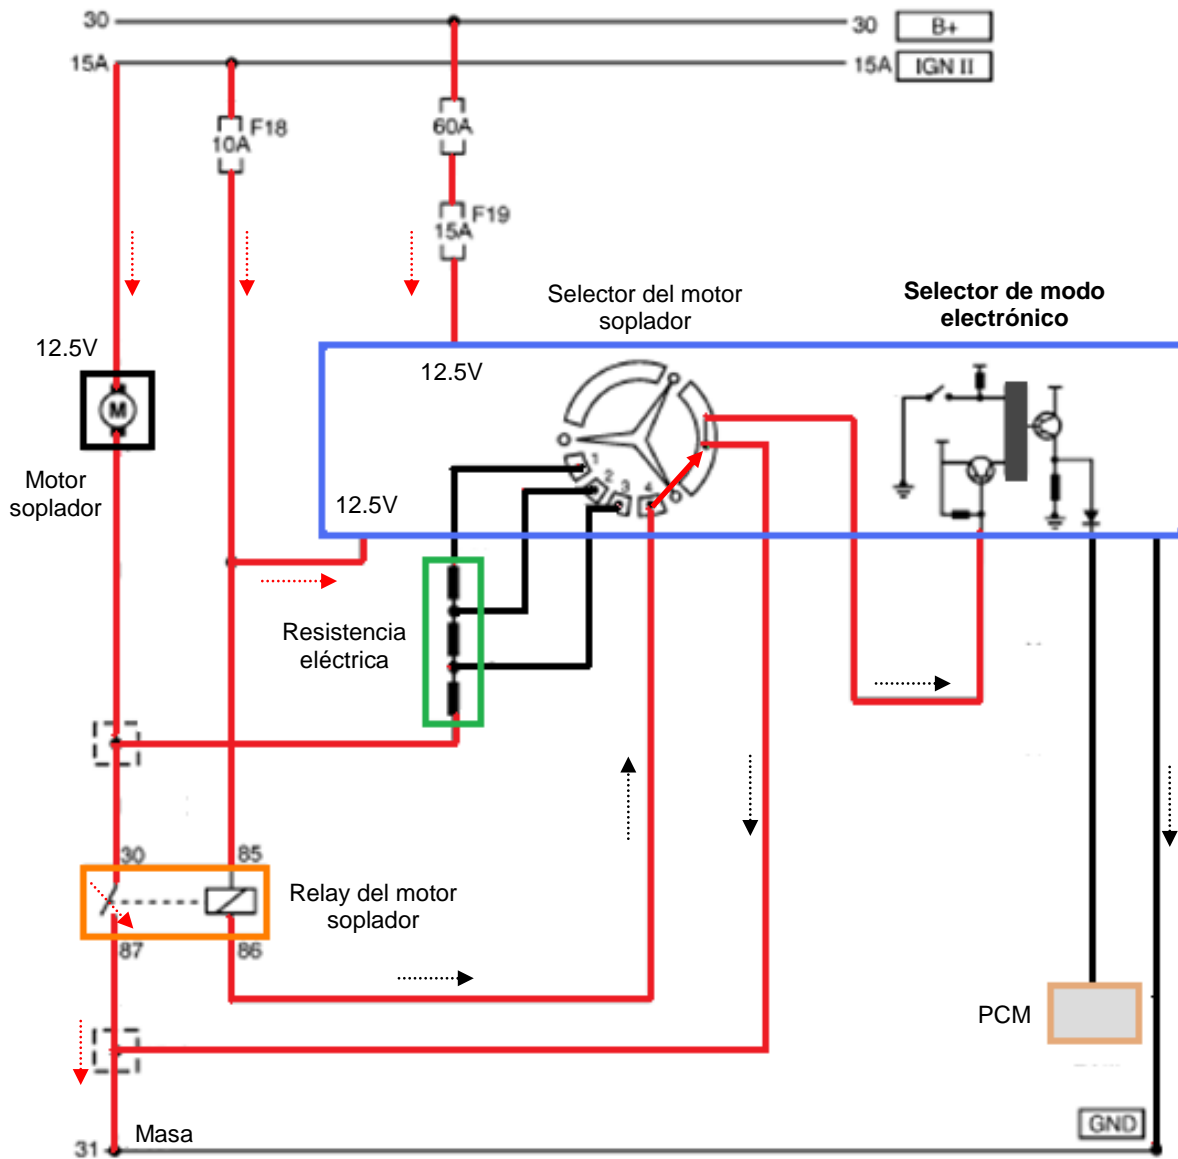 30
30
B+
15A
15A
IGN II
F18
10A
60A
F19
15A
Selector del motor
soplador
Selector de modo
electrónico
12.5V
12.5V
M
1
2
3
4
Motor
soplador
12.5V
Resistencia
eléctrica
30
85
Relay del motor
soplador
87
86
PCM
Masa
GND
31